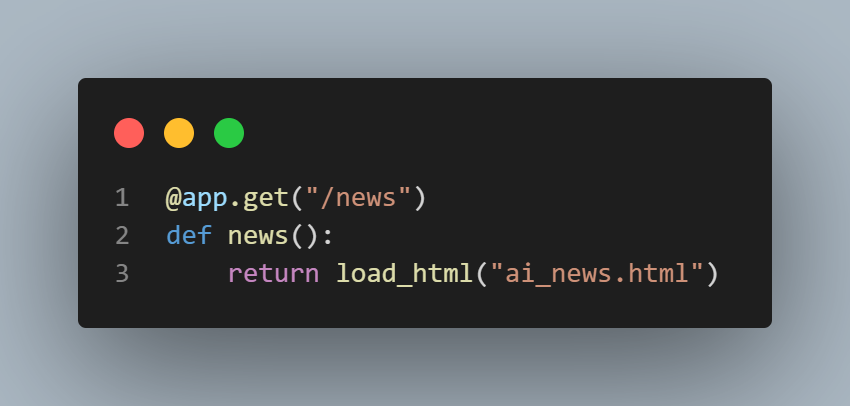 1 @app.get("/news")
2 def news():
3     return load_html("ai_news.html")